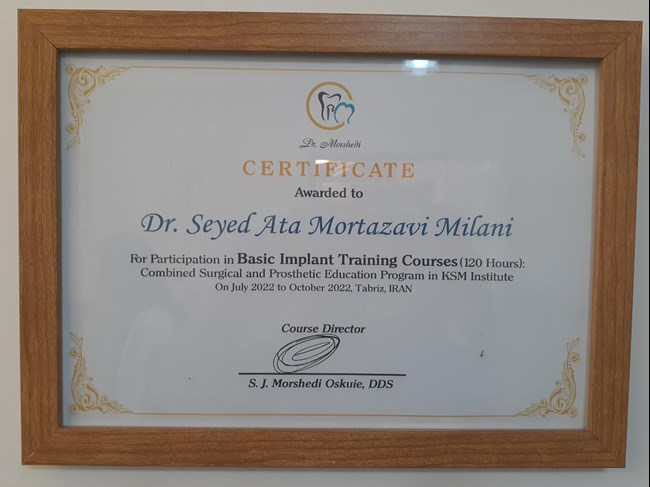 Dr. Morshedi
CERTIFICATE
Awarded to
Dr. Seyed Ata Mortazavi Milani
For Participation in Basic Implant Training Courses (120 Hours):
Combined Surgical and Prosthetic Education Program in KSM Institute
On July 2022 to October 2022, Tabriz, IRAN
Course Director
S. J. Morshedi Oskuie, DDS